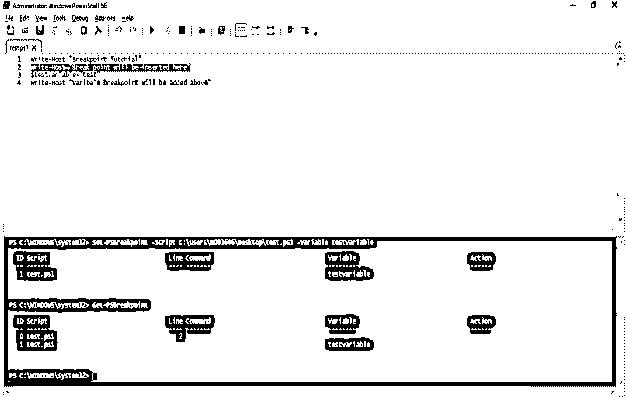 Administrator: Windows PowerShell ISE
File Edit View Tools Debug Add-ons Help
test.ps1 X
1 Write-Host "Breakpoint Tutorial"
2 Write-Host "Break point will be inserted here"
3
4 Write-Host "Varibale Breakpoint will be added above"
PS C:\WINDOWS\system32> Set-PSBreakpoint -Script c:\users\desktop\test.ps1 -Variable testvariable
ID Script Line Command Variable Action
1 test.ps1 testvariable
PS C:\WINDOWS\system32> Get-PSBreakpoint
ID Script Line Command Variable Action
0 test.ps1 2
1 test.ps1 testvariable
PS C:\WINDOWS\system32>